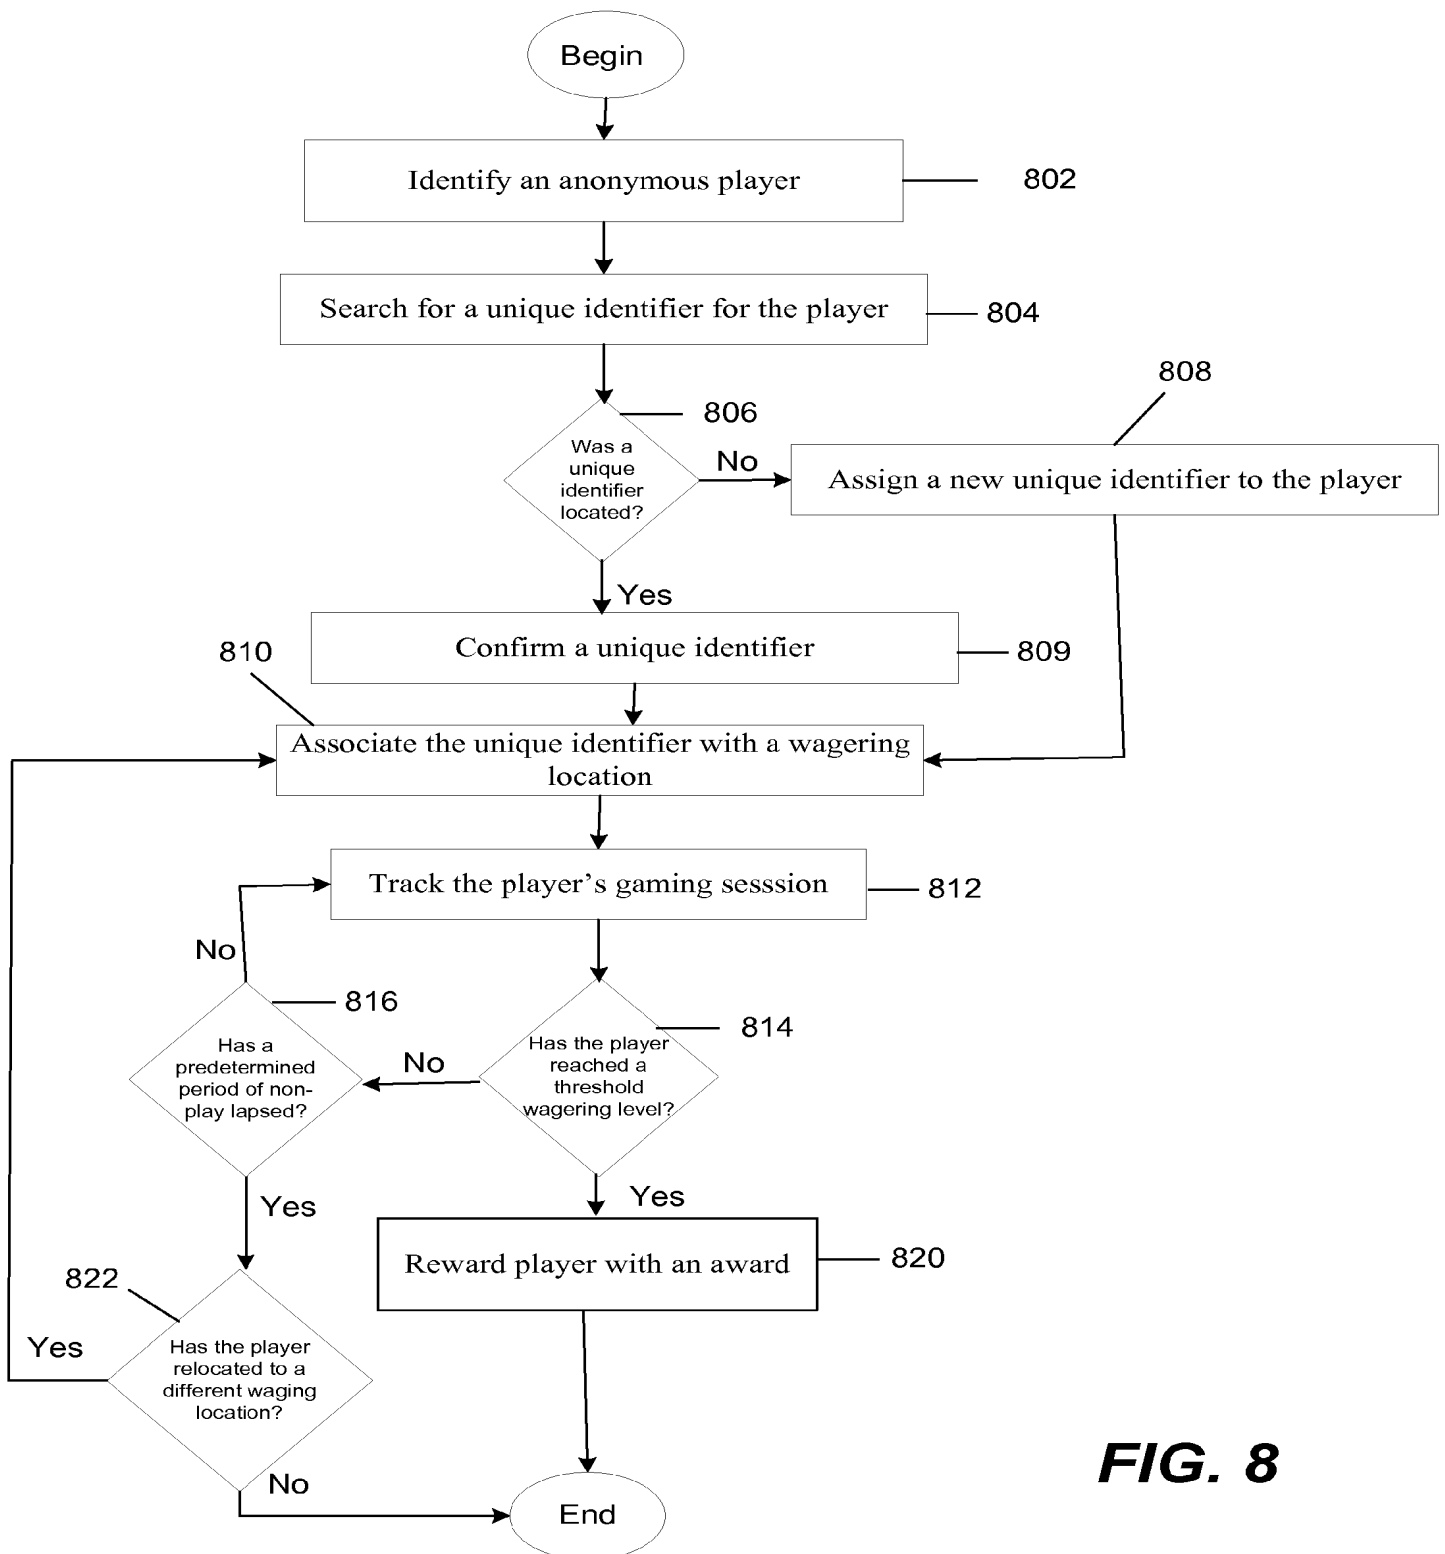 Begin
Identify an anonymous player
802
Search for a unique identifier for the player
804
808
806
Was a
unique
identifier
located?
No
Assign a new unique identifier to the player
Yes
Confirm a unique identifier
809
810
Associate the unique identifier with a wagering
location
Track the player's gaming sesssion
812
No
816
814
Has a
predetermined
period of non-
play lapsed?
No
Has the player
reached a
threshold
wagering level?
Yes
Yes
Reward player with an award
820
822
Yes
Has the player
relocated to a
different waging
location?
No
End
FIG. 8